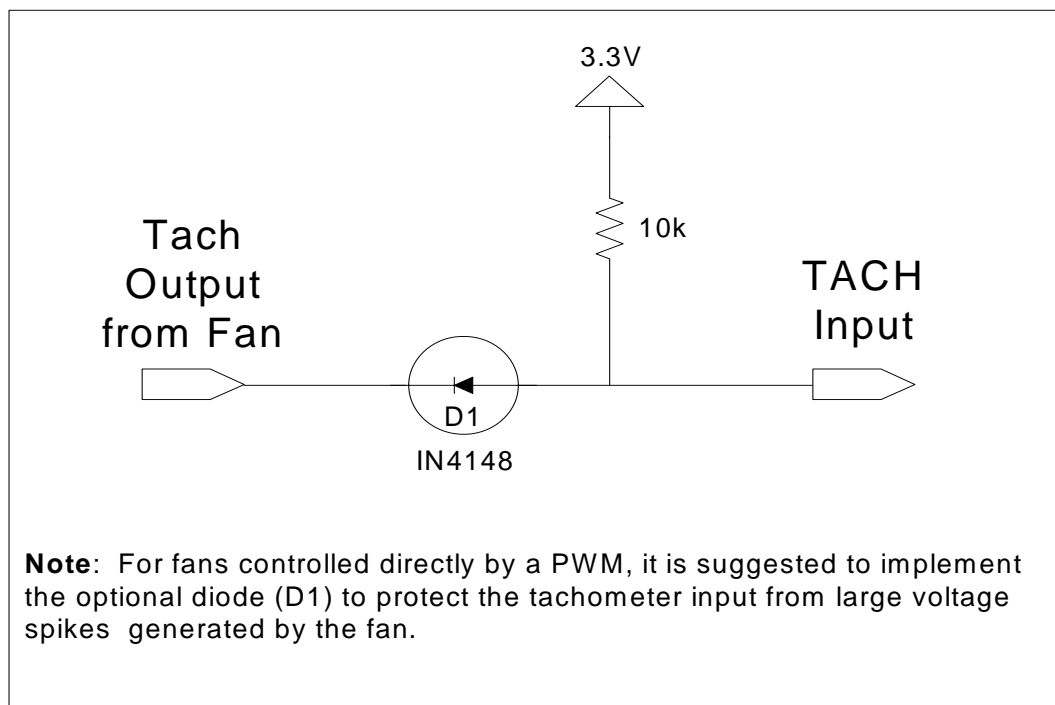 3.3V
10k
Tach
Output
from Fan
TACH
Input
D1
IN4148
Note: For fans controlled directly by a PWM, it is suggested to implement
the optional diode (D1) to protect the tachometer input from large voltage
spikes generated by the fan.